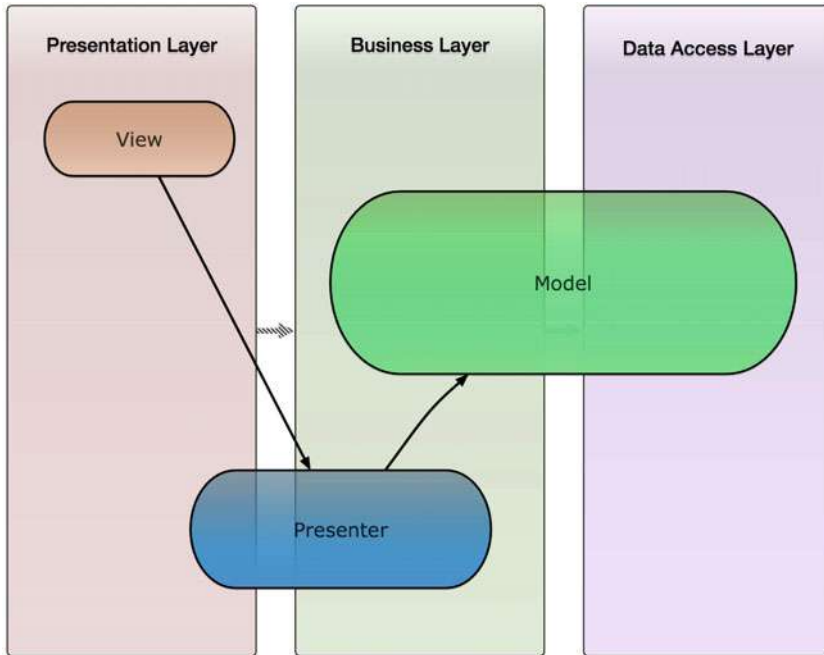 Presentation Layer
Business Layer
Data Access Layer
View
Model
Presenter